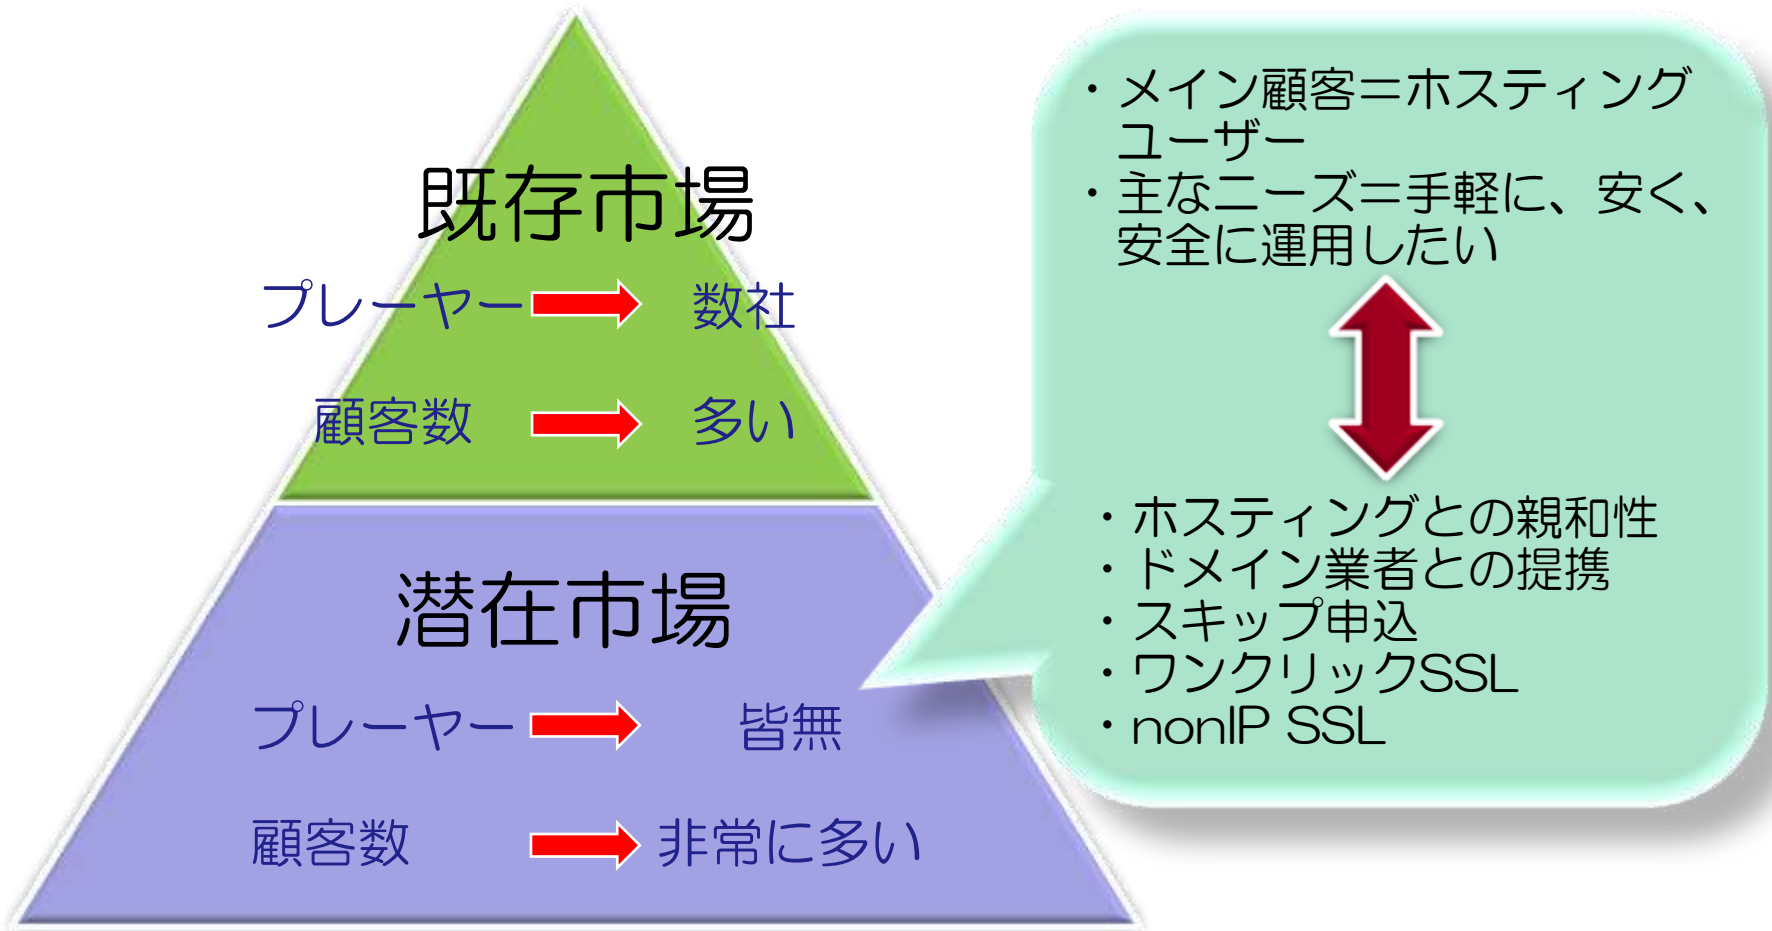 既存市場
プレーヤー 数社
顧客数 多い
潜在市場
プレーヤー 皆無
顧客数 非常に多い
・メイン顧客＝ホスティング
ユーザー
・主なニーズ＝手軽に、安く、
安全に運用したい
・ホスティングとの親和性
・ドメイン業者との提携
・スキップ申込
・ワンクリックSSL
・nonIP SSL